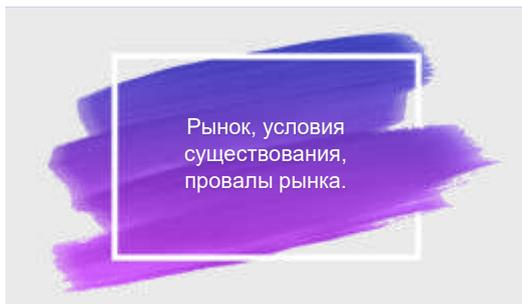 Рынок, условия
существования,
провалы рынка.